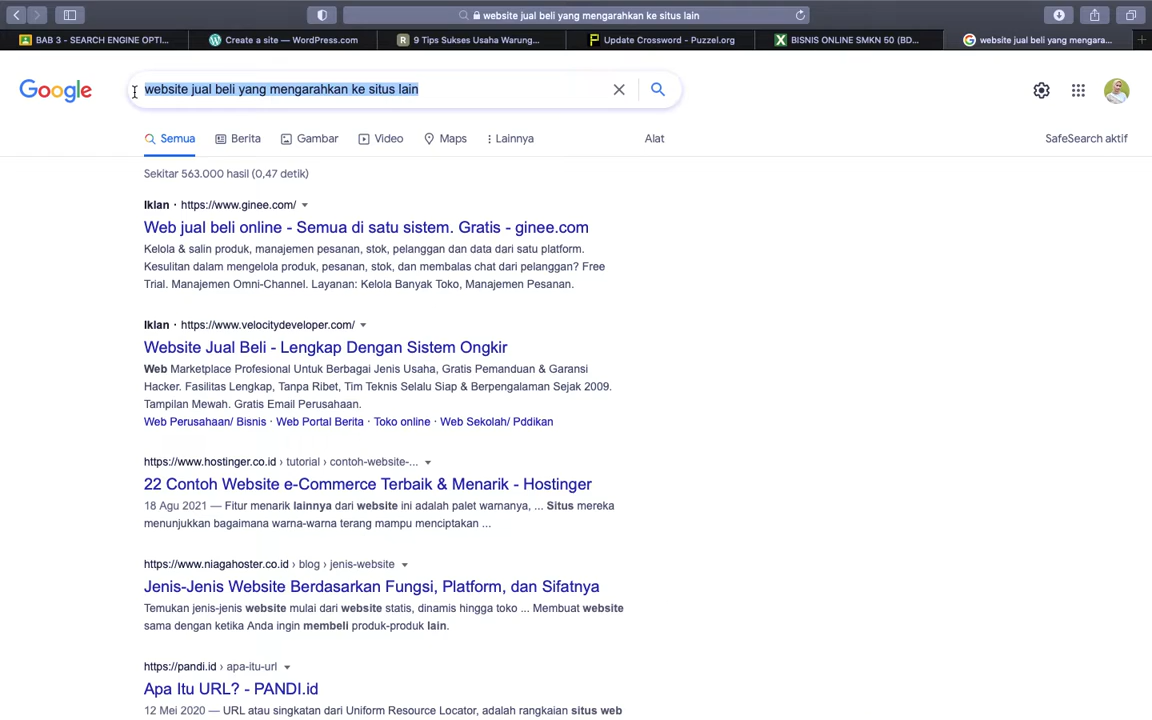 website jual beli yang mengarahkan ke situs lain
BAB 3 - SEARCH ENGINE OPTI...
Create a site — WordPress.com
9 Tips Sukses Usaha Warung...
Update Crossword - Puzzel.org
BISNIS ONLINE SMKN 50 (BD...
website jual beli yang mengara...
Google
website jual beli yang mengarahkan ke situs lain
Semua
Berita
Gambar
Video
Maps
Lainnya
Alat
SafeSearch aktif
Sekitar 563.000 hasil (0,47 detik)
Iklan · https://www.ginee.com/
Web jual beli online - Semua di satu sistem. Gratis - ginee.com
Kelola & salin produk, manajemen pesanan, stok, pelanggan dan data dari satu platform.
Kesulitan dalam mengelola produk, pesanan, stok, dan membalas chat dari pelanggan? Free
Trial. Manajemen Omni-Channel. Layanan: Kelola Banyak Toko, Manajemen Pesanan.
Iklan · https://www.velocitydeveloper.com/
Website Jual Beli - Lengkap Dengan Sistem Ongkir
Web Marketplace Profesional Untuk Berbagai Jenis Usaha, Gratis Pemanduan & Garansi
Hacker. Fasilitas Lengkap, Tanpa Ribet, Tim Teknis Selalu Siap & Berpengalaman Sejak 2009.
Tampilan Mewah. Gratis Email Perusahaan.
Web Perusahaan/ Bisnis · Web Portal Berita · Toko online · Web Sekolah/ Pddikan
https://www.hostinger.co.id › tutorial › contoh-website-...
22 Contoh Website e-Commerce Terbaik & Menarik - Hostinger
18 Agu 2021 — Fitur menarik lainnya dari website ini adalah palet warnanya, ... Situs mereka
menunjukkan bagaimana warna-warna terang mampu menciptakan ...
https://www.niagahoster.co.id › blog › jenis-website
Jenis-Jenis Website Berdasarkan Fungsi, Platform, dan Sifatnya
Temukan jenis-jenis website mulai dari website statis, dinamis hingga toko ... Membuat website
sama dengan ketika Anda ingin membeli produk-produk lain.
https://pandi.id › apa-itu-url
Apa Itu URL? - PANDI.id
12 Mei 2020 — URL atau singkatan dari Uniform Resource Locator, adalah rangkaian situs web